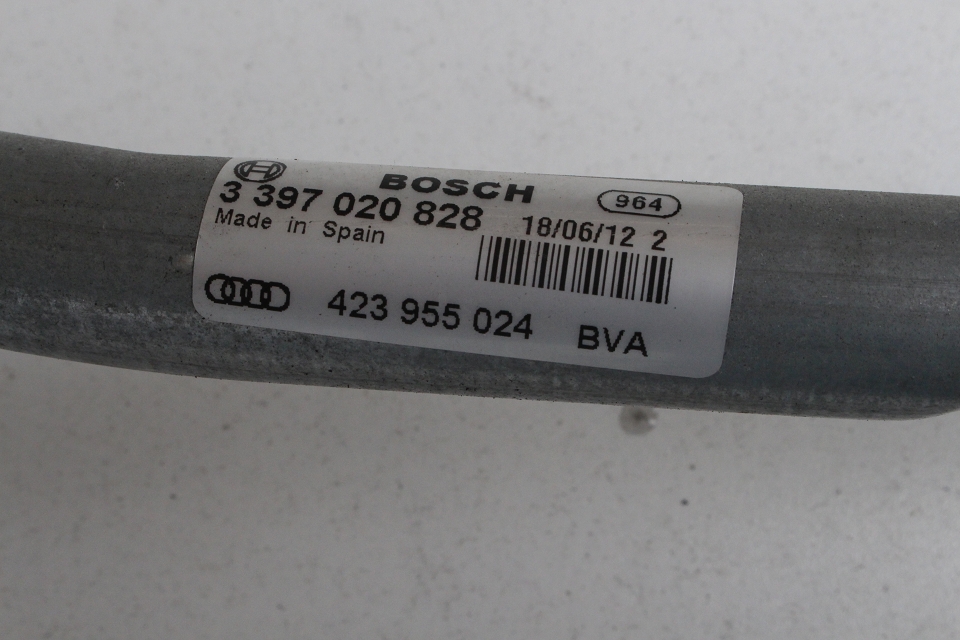 BOSCH 964
3 397 020 828 18/06/12 2
Made in Spain
423 955 024 BVA